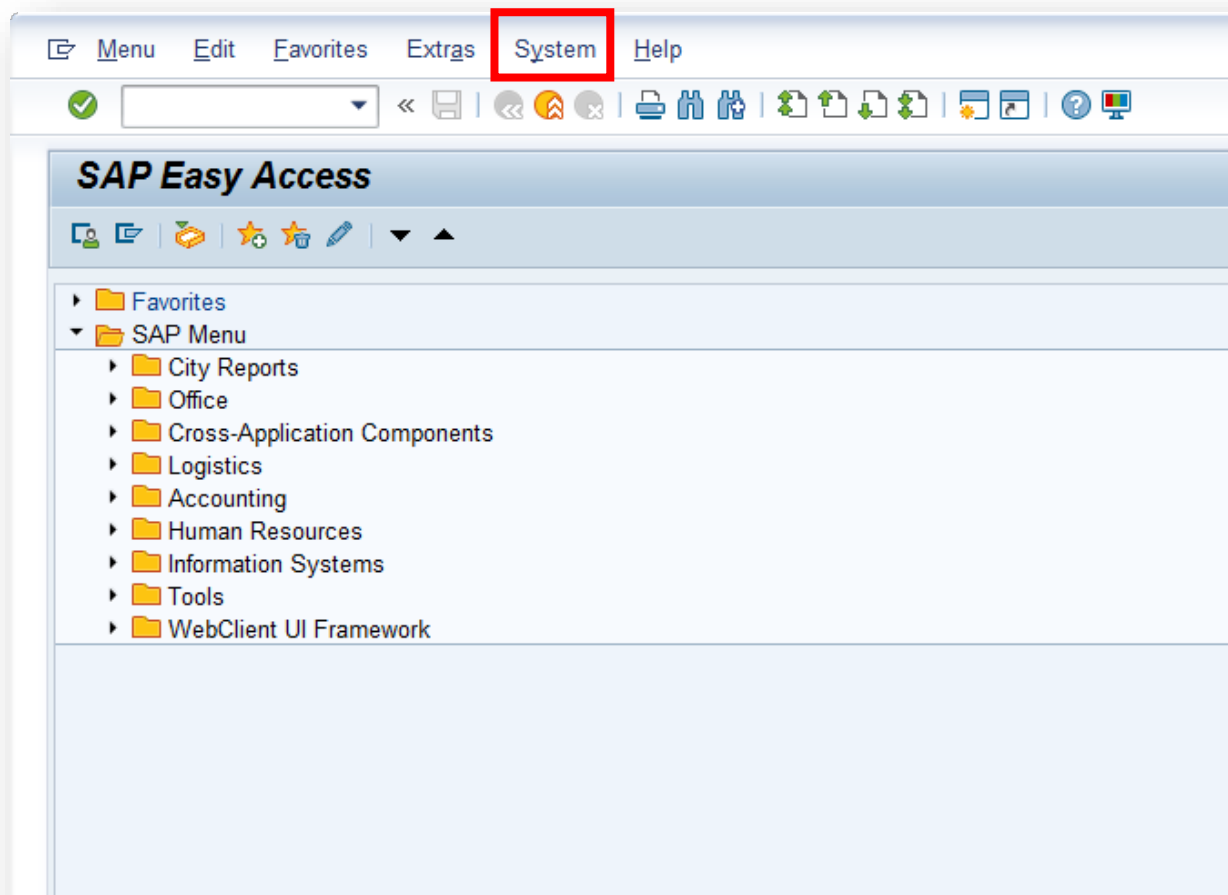 Menu Edit Favorites Extras System Help
SAP Easy Access
Favorites
SAP Menu
City Reports
Office
Cross-Application Components
Logistics
Accounting
Human Resources
Information Systems
Tools
WebClient UI Framework